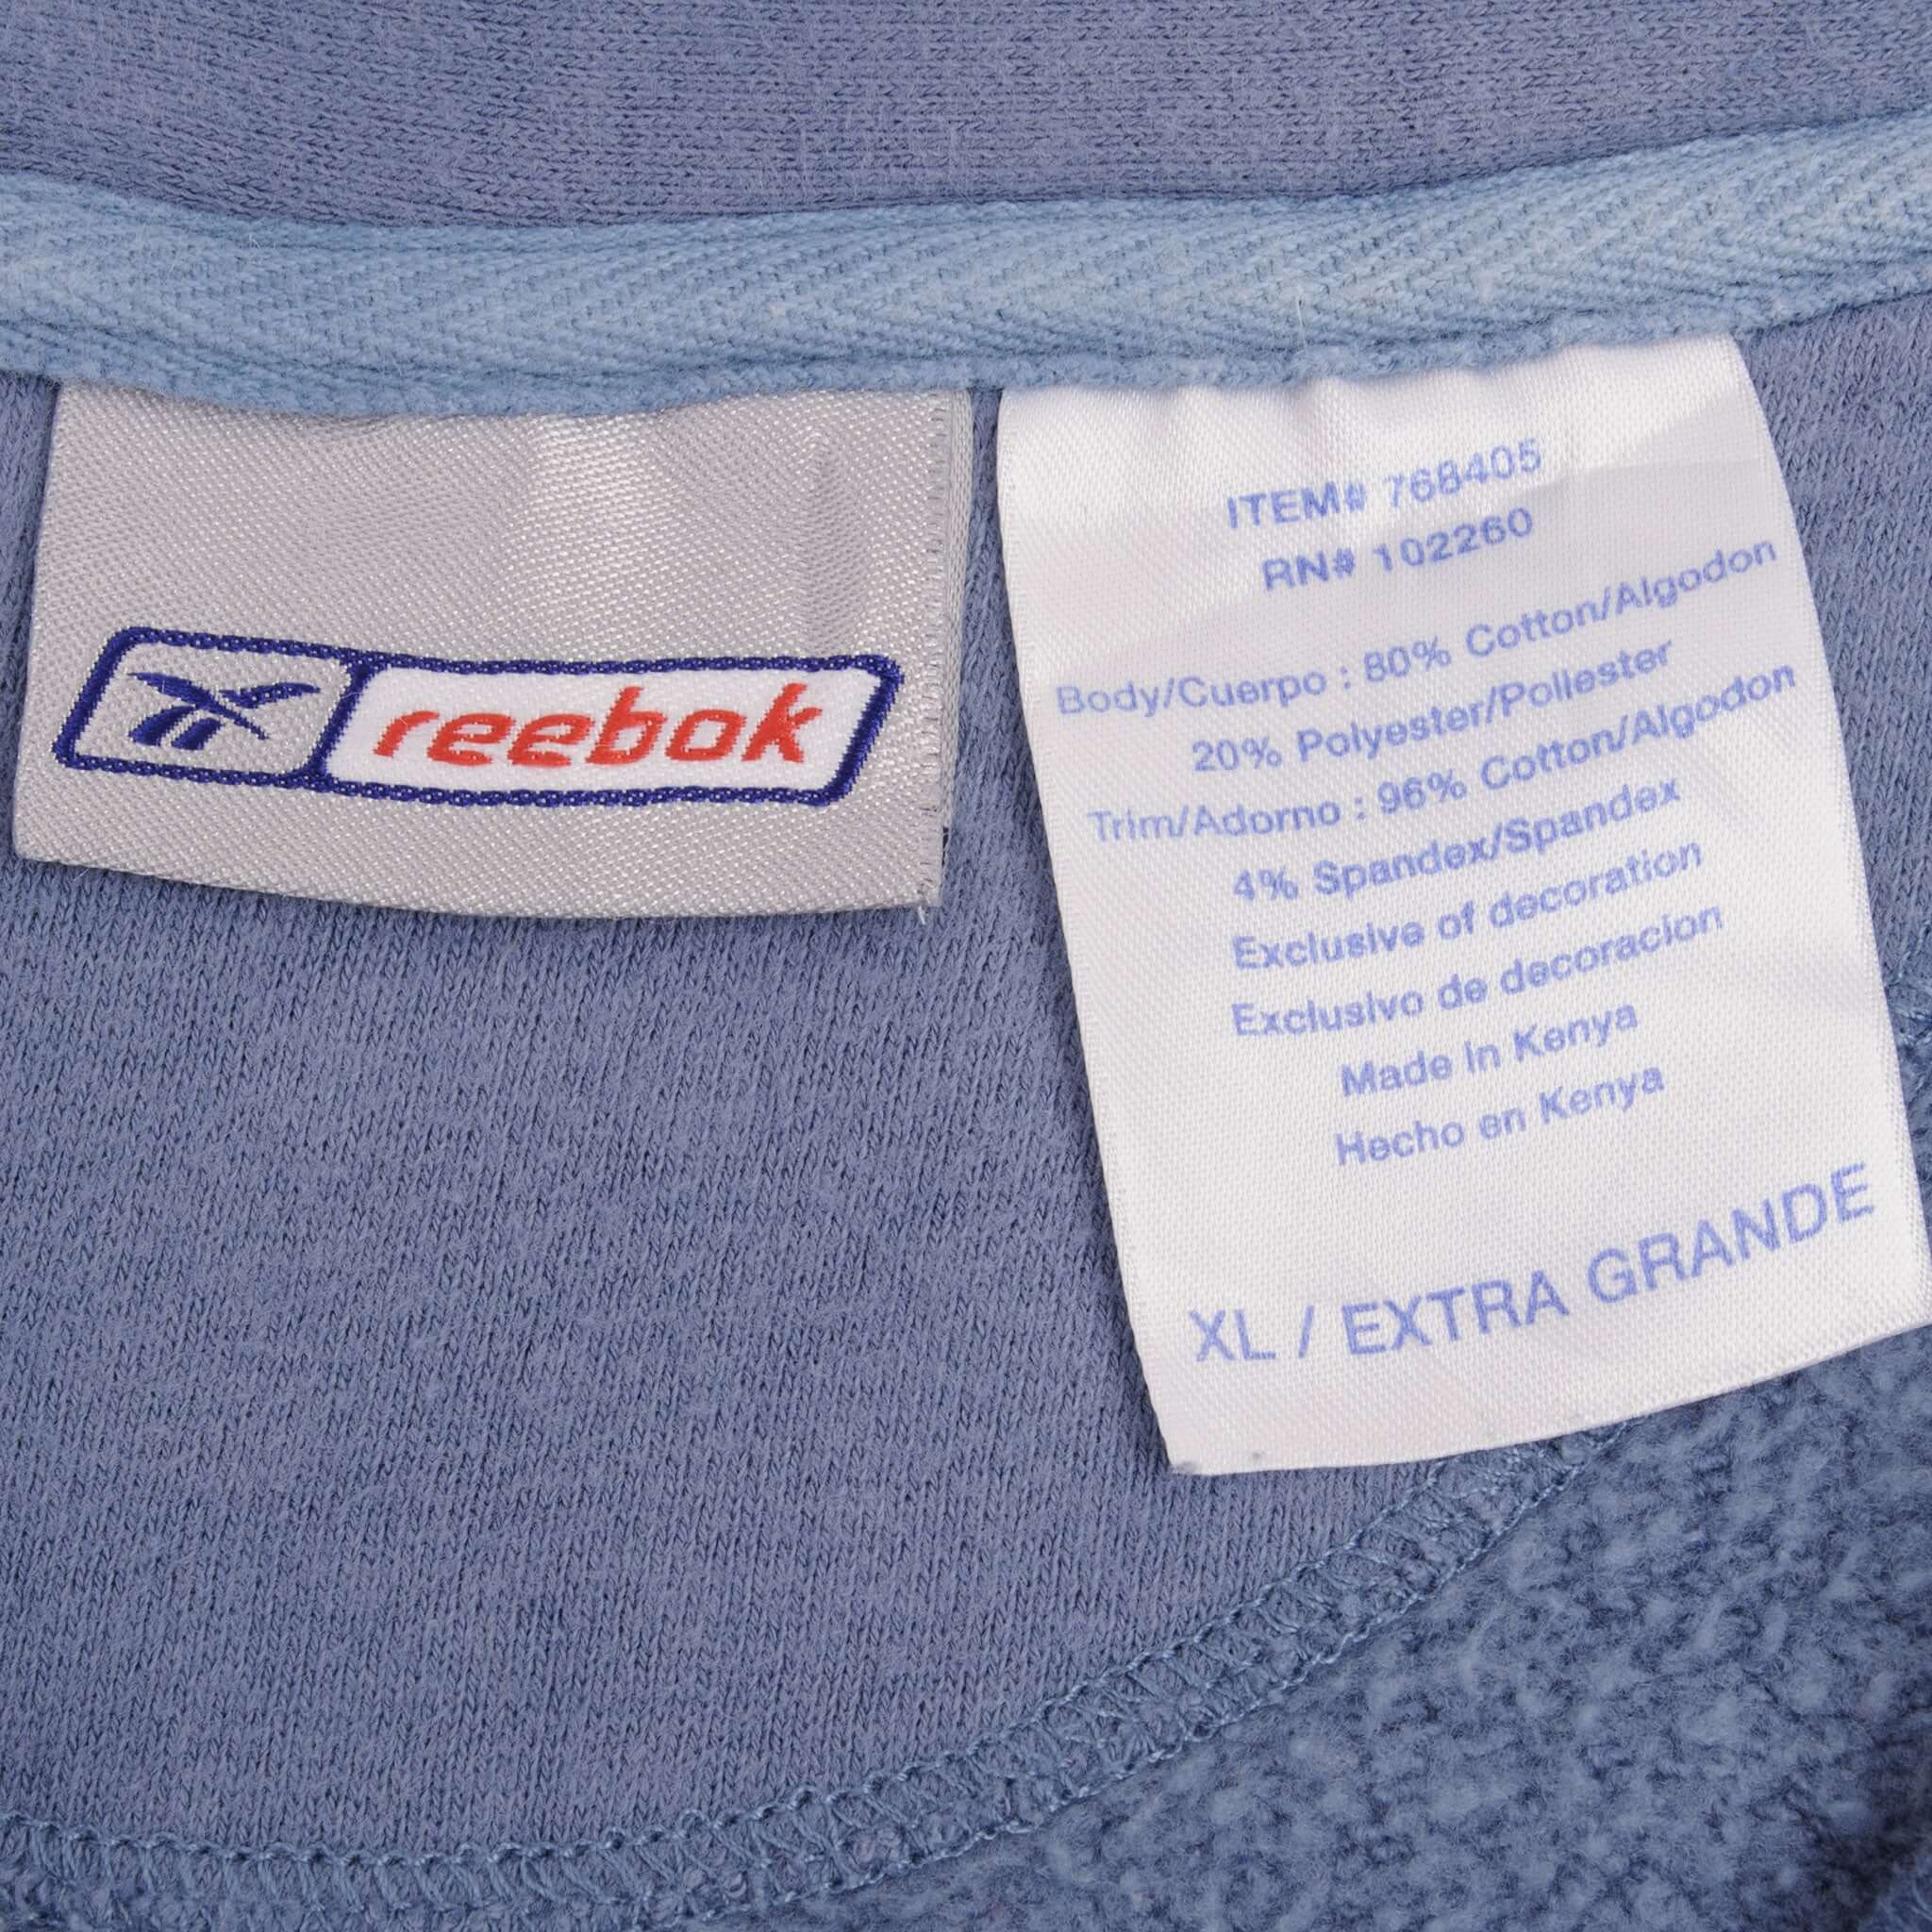 reebok
ITEM# 768405
RN# 102260
Body/Cuerpo : 80% Cotton/Algodon
20% Polyester/Poliester
Trim/Adorno : 96% Cotton/Algodon
4% Spandex/Spandex
Exclusive of decoration
Exclusivo de decoracion
Made in Kenya
Hecho en Kenya
XL / EXTRA GRANDE